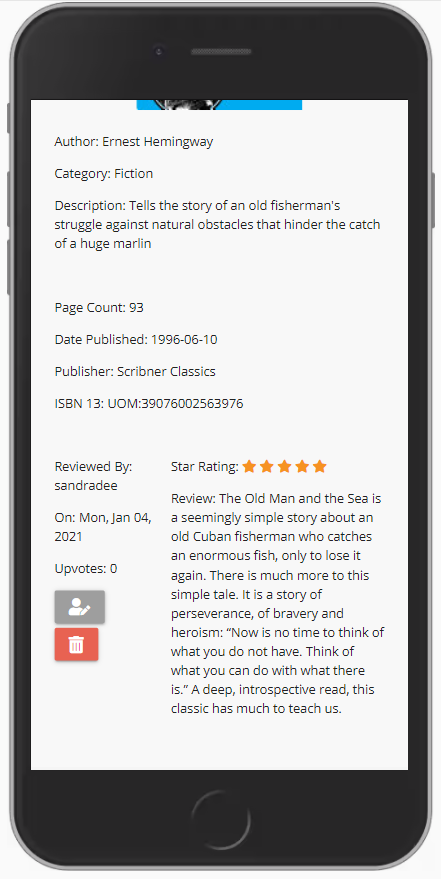 Author: Ernest Hemingway
Category: Fiction
Description: Tells the story of an old fisherman's
struggle against natural obstacles that hinder the catch
of a huge marlin
Page Count: 93
Date Published: 1996-06-10
Publisher: Scribner Classics
ISBN 13: UOM:39076002563976
Reviewed By:
sandradee
On: Mon, Jan 04,
2021
Upvotes: 0
Star Rating:
Review: The Old Man and the Sea is
a seemingly simple story about an
old Cuban fisherman who catches
an enormous fish, only to lose it
again. There is much more to this
simple tale. It is a story of
perseverance, of bravery and
heroism: “Now is no time to think of
what you do not have. Think of
what you can do with what there
is.” A deep, introspective read, this
classic has much to teach us.